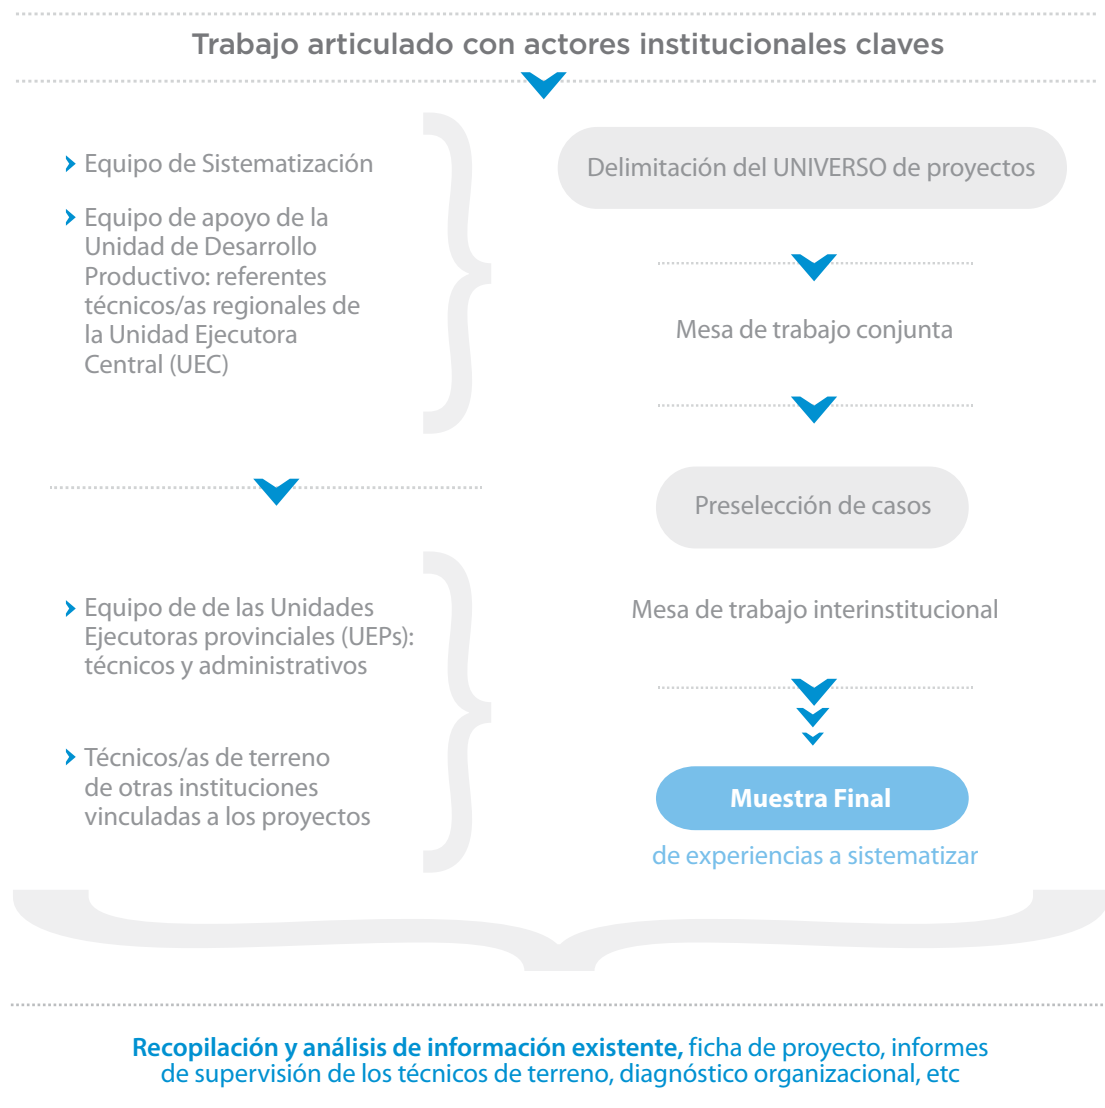 Trabajo articulado con actores institucionales claves
Equipo de Sistematización
Equipo de apoyo de la
Unidad de Desarrollo
Productivo: referentes
técnicos/as regionales de
la Unidad Ejecutora
Central (UEC)
Delimitación del UNIVERSO de proyectos
Mesa de trabajo conjunta
Preselección de casos
Equipo de de las Unidades
Ejecutoras provinciales (UEPs):
técnicos y administrativos
Técnicos/as de terreno
de otras instituciones
vinculadas a los proyectos
Mesa de trabajo interinstitucional
Muestra Final
de experiencias a sistematizar
Recopilación y análisis de información existente, ficha de proyecto, informes
de supervisión de los técnicos de terreno, diagnóstico organizacional, etc